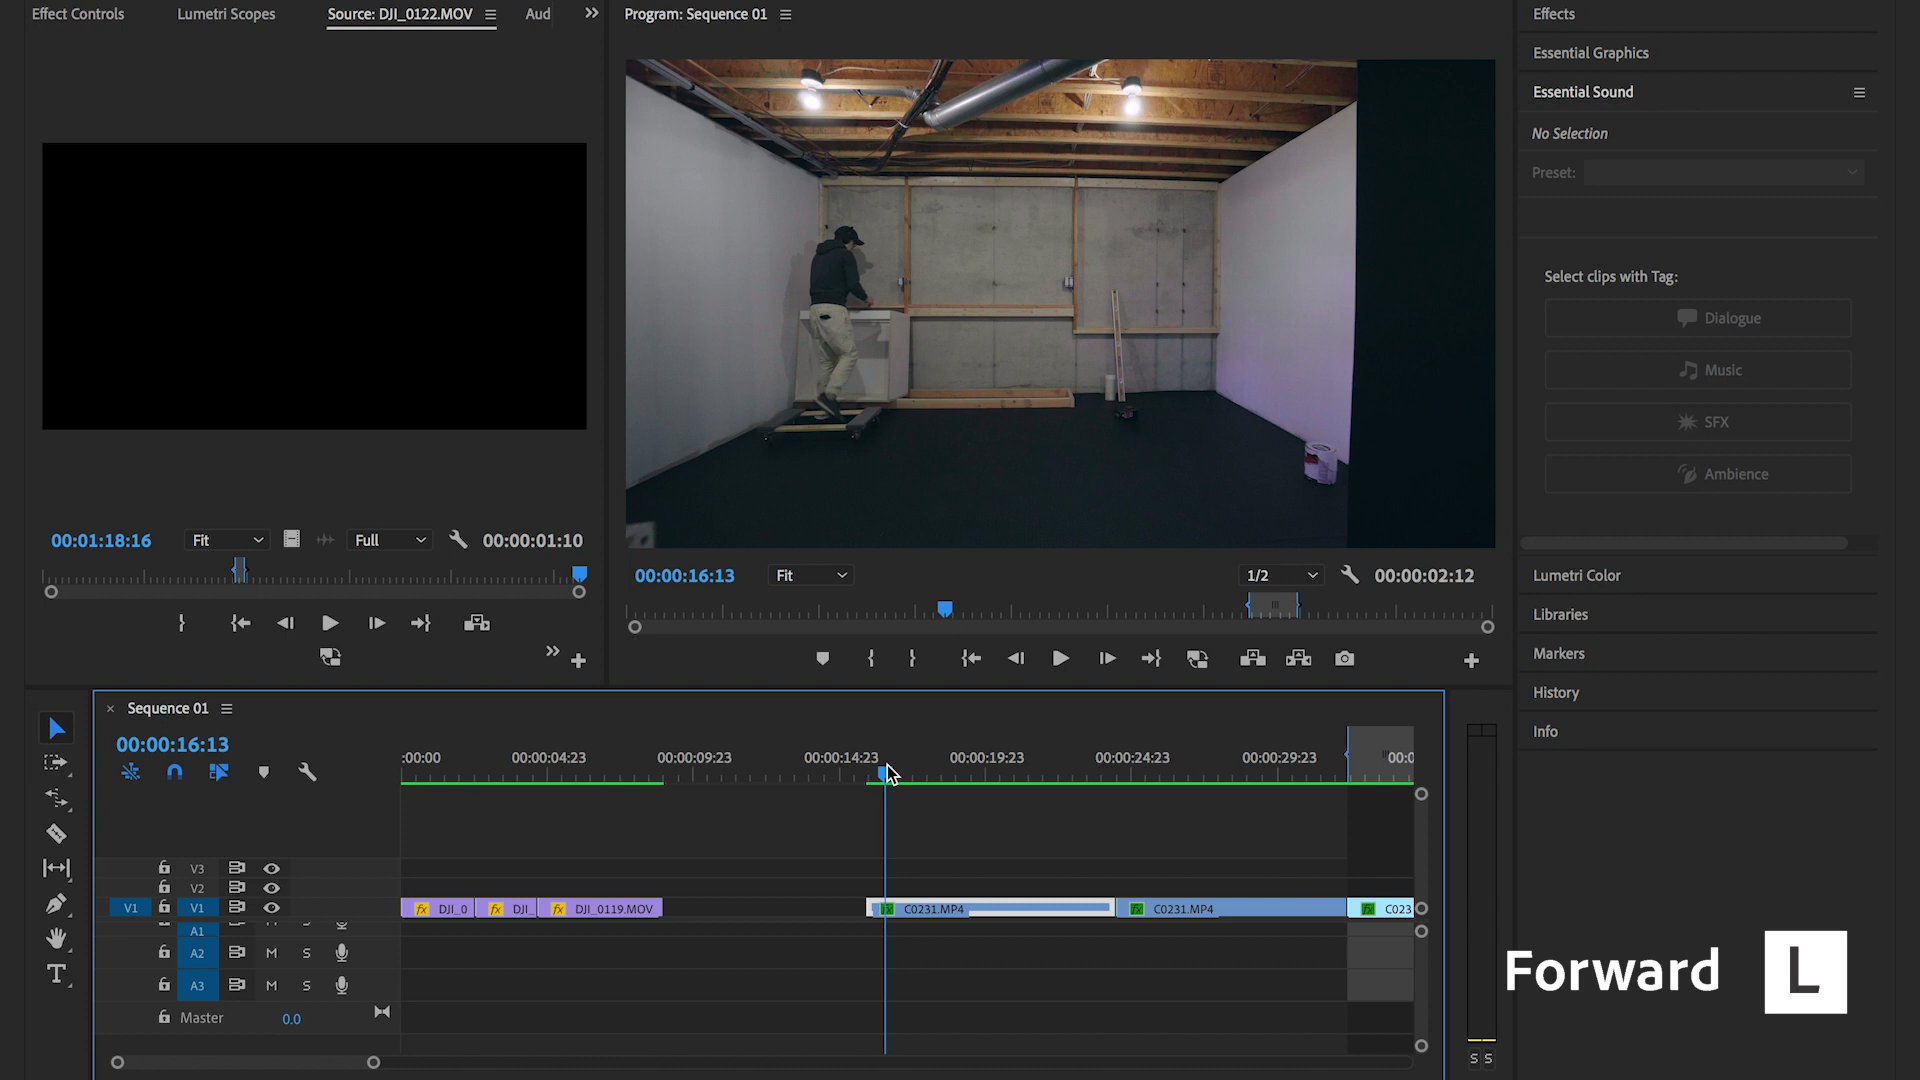 Effect Controls
Lumetri Scopes
Source: DJI_0122.MOV
Aud
Program: Sequence 01
Effects
Essential Graphics
Essential Sound
No Selection
Preset:
Select clips with Tag:
Dialogue
Music
SFX
Ambience
00:01:18:16
Fit
Full
00:00:01:10
00:00:16:13
Fit
1/2
00:00:02:12
Lumetri Color
Libraries
Markers
History
Info
Sequence 01
00:00:16:13
:00:00
00:00:04:23
00:00:09:23
00:00:14:23
00:00:19:23
00:00:24:23
00:00:29:23
00:0
V3
V2
V1 V1
fx DJI_0
fx DJI_
fx DJI_0119.MOV
fx C0231.MP4
fx C0231.MP4
fx C023
A1
A2 M S
A3 M S
Master 0.0
S S
Forward L